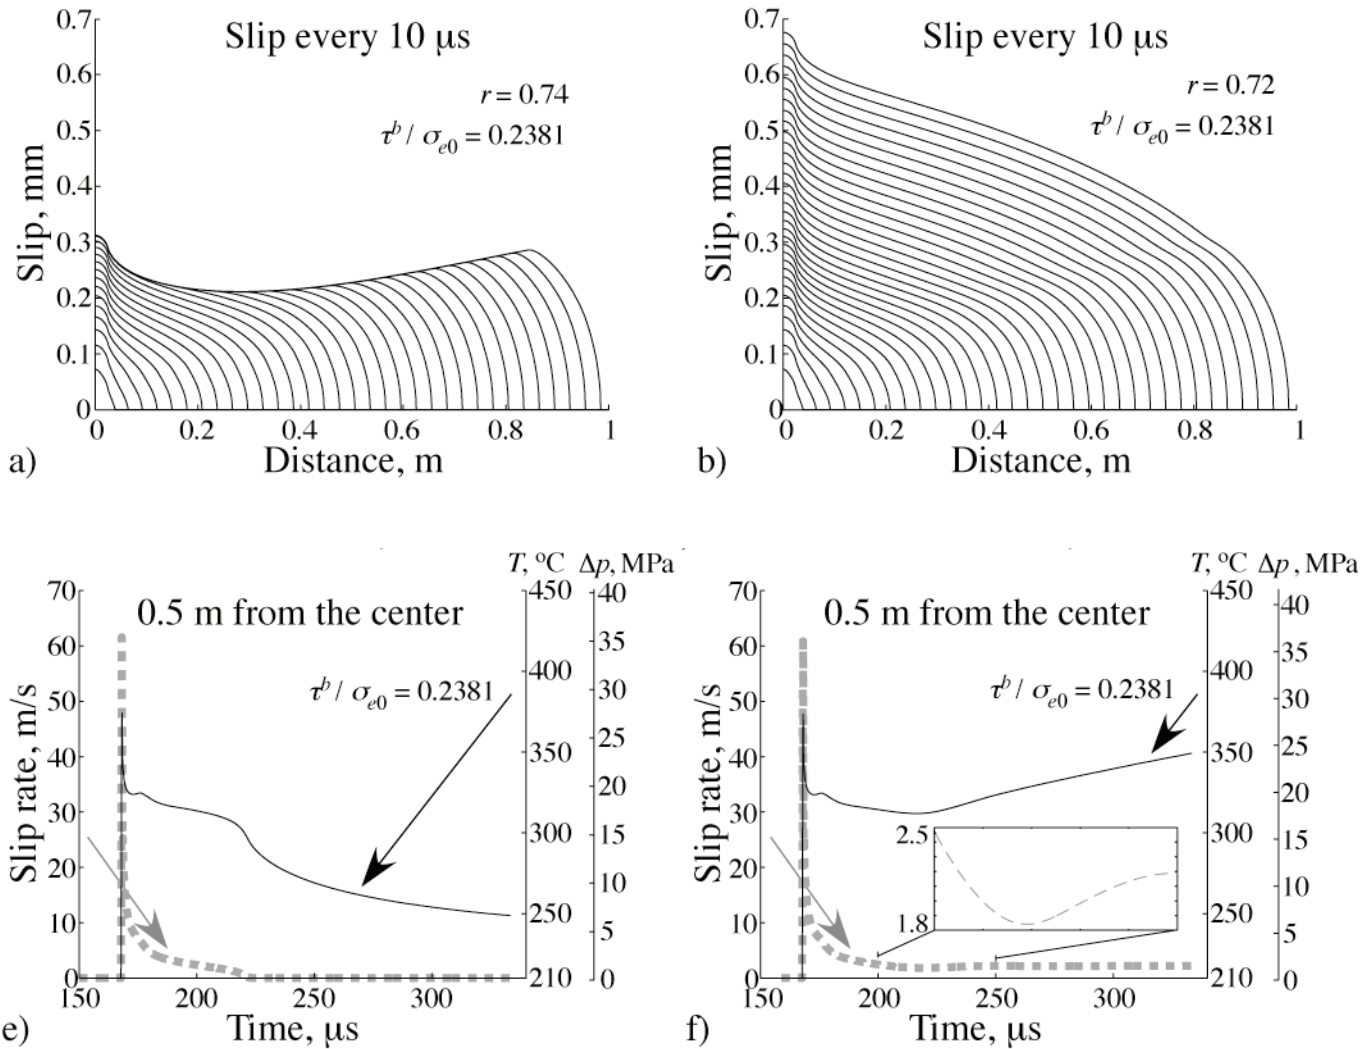 Slip every 10 μs
r = 0.74
τᵇ / σₑ₀ = 0.2381
Slip, mm
0.7
0.6
0.5
0.4
0.3
0.2
0.1
0
0 0.2 0.4 0.6 0.8 1
Distance, m
a)
Slip every 10 μs
r = 0.72
τᵇ / σₑ₀ = 0.2381
Slip, mm
0.7
0.6
0.5
0.4
0.3
0.2
0.1
0
0 0.2 0.4 0.6 0.8 1
Distance, m
b)
T, °C Δp, MPa
0.5 m from the center
τᵇ / σₑ₀ = 0.2381
Slip rate, m/s
70
60
50
40
30
20
10
0
450
400
350
300
250
210
40
35
30
25
20
15
10
5
0
150 200 250 300
Time, μs
e)
T, °C Δp , MPa
0.5 m from the center
τᵇ / σₑ₀ = 0.2381
Slip rate, m/s
70
60
50
40
30
20
10
0
2.5
1.8
450
400
350
300
250
210
40
35
30
25
20
15
10
5
0
150 200 250 300
Time, μs
f)